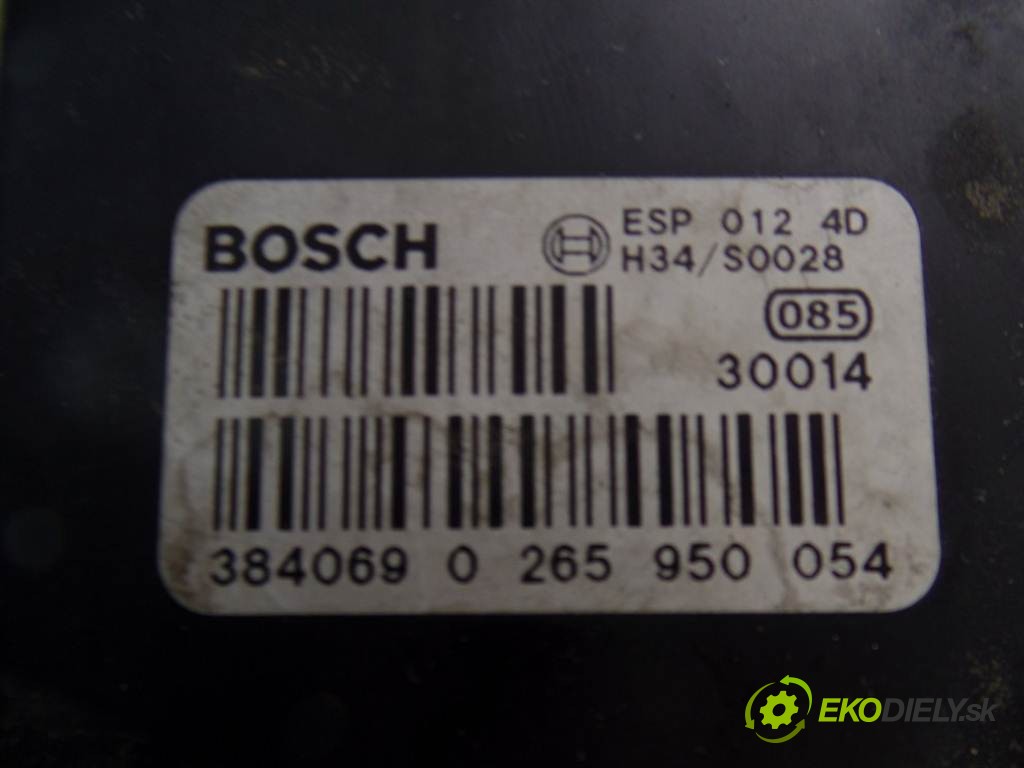 BOSCH
ESP 012 4D
H34/S0028
085
30014
384069 0 265 950 054
EKODIELY.sk